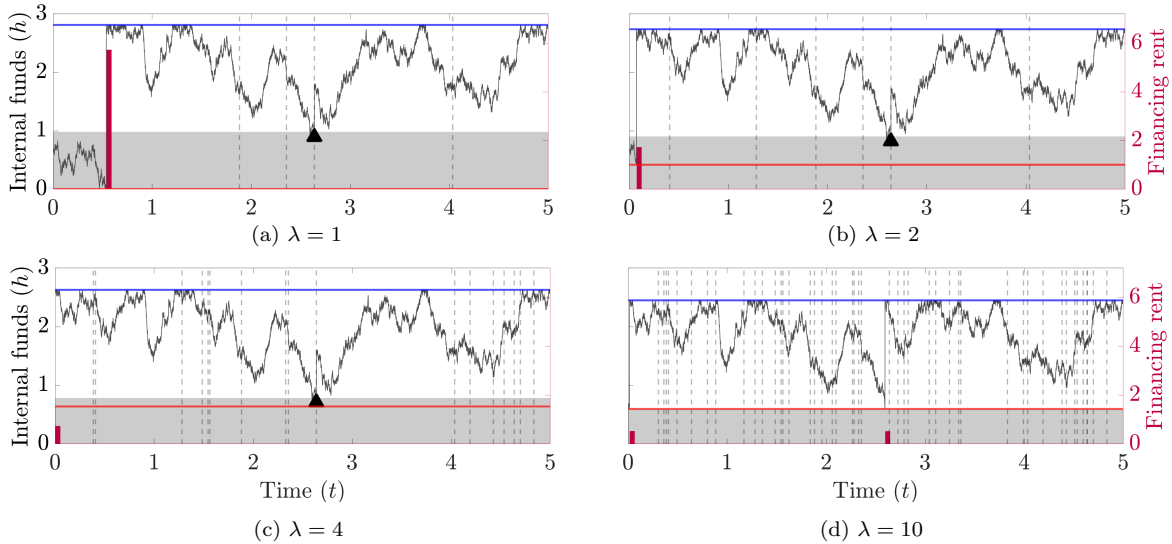 3
2
1
0
Internal funds (h)
0 1 2 3 4 5
(a) λ = 1
6
4
2
0
Financing rent
0 1 2 3 4 5
(b) λ = 2
3
2
1
0
Internal funds (h)
0 1 2 3 4 5
Time (t)
(c) λ = 4
6
4
2
0
Financing rent
0 1 2 3 4 5
Time (t)
(d) λ = 10